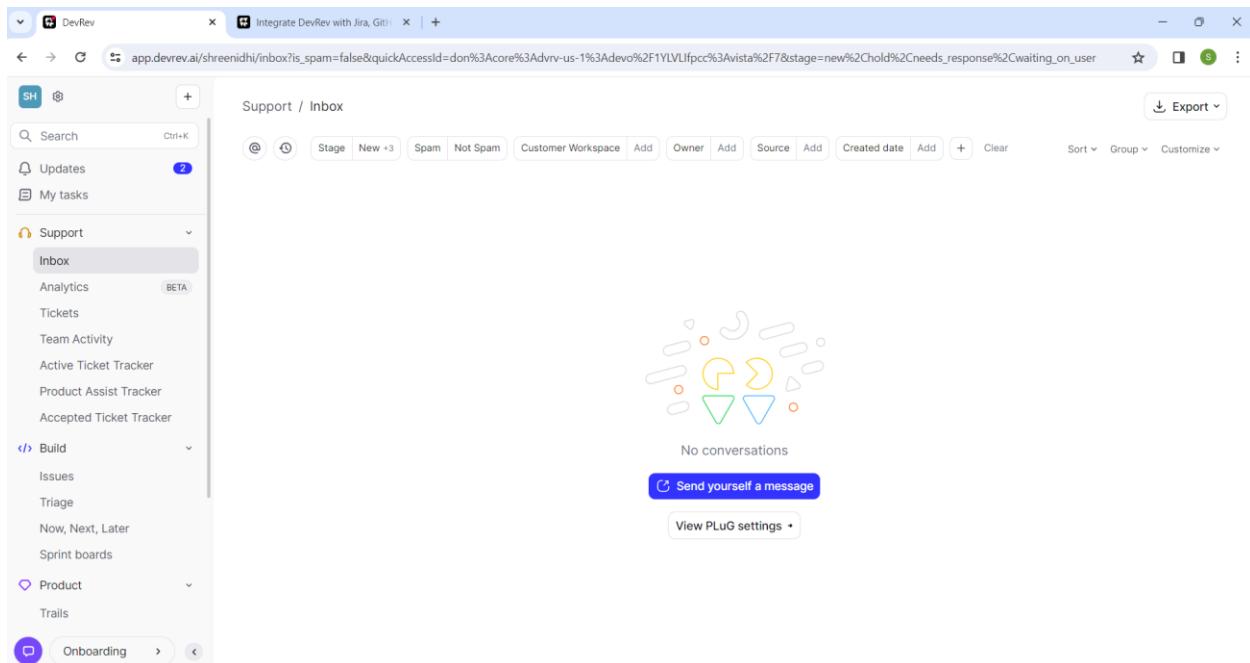 DevRev
Integrate DevRev with Jira, GitH
app.devrev.ai/shreenidhi/inbox?is_spam=false&quickAccessId=don%3Acore%3Advrv-us-1%3Adevo%2F1YLVLIfpcc%3Avista%2F7&stage=new%2Chold%2Cneeds_response%2Cwaiting_on_user
S
SH
+
Search Ctrl+K
Updates 2
My tasks
Support
Inbox
Analytics BETA
Tickets
Team Activity
Active Ticket Tracker
Product Assist Tracker
Accepted Ticket Tracker
</> Build
Issues
Triage
Now, Next, Later
Sprint boards
Product
Trails
Onboarding
Support / Inbox
Export
@ Stage New +3 Spam Not Spam Customer Workspace Add Owner Add Source Add Created date Add + Clear Sort Group Customize
No conversations
Send yourself a message
View PLuG settings